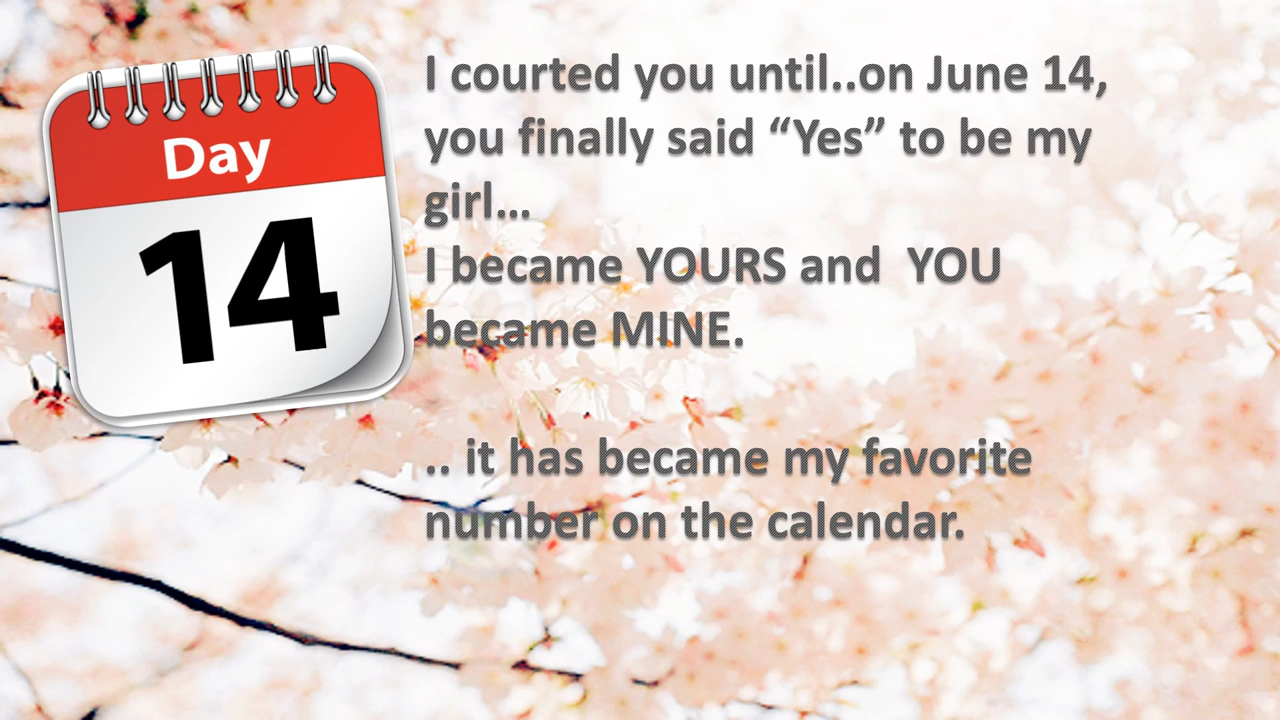 Day
14
I courted you until..on June 14,
you finally said “Yes” to be my
girl…
I became YOURS and  YOU
became MINE.
.. it has became my favorite
number on the calendar.